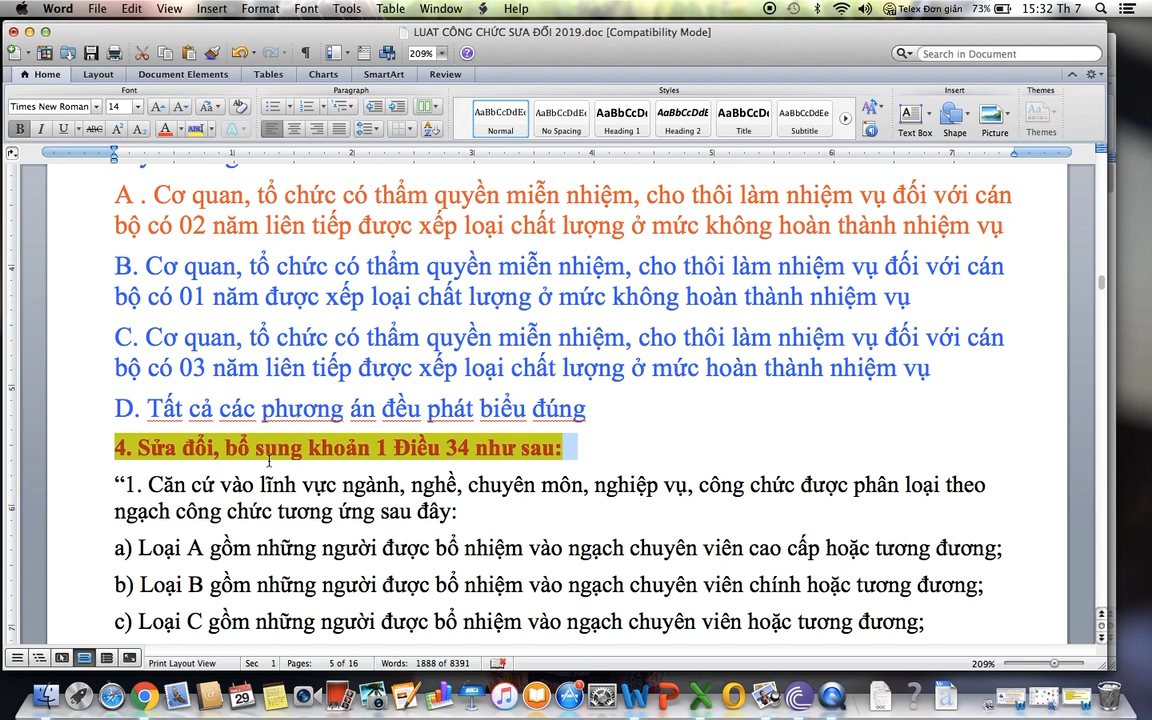 Word File Edit View Insert Format Font Tools Table Window Help Telex Đơn giản 73% 15:32 Th 7
LUAT CÔNG CHỨC SƯA ĐỔI 2019.doc [Compatibility Mode]
209% Search in Document
Home Layout Document Elements Tables Charts SmartArt Review
Font Paragraph Styles Insert Themes
Times New Roman 14 Aa
AaBbCcDdEe AaBbCcDdEe AaBbCcDc AaBbCcDdE AaBbCcDc AaBbCcDdEe
B I U ABC A² A₂ A ABC A
Normal No Spacing Heading 1 Heading 2 Title Subtitle Text Box Shape Picture Themes
1 2 3 4 5 6 7
A . Cơ quan, tổ chức có thẩm quyền miễn nhiệm, cho thôi làm nhiệm vụ đối với cán
bộ có 02 năm liên tiếp được xếp loại chất lượng ở mức không hoàn thành nhiệm vụ
B. Cơ quan, tổ chức có thẩm quyền miễn nhiệm, cho thôi làm nhiệm vụ đối với cán
bộ có 01 năm được xếp loại chất lượng ở mức không hoàn thành nhiệm vụ
C. Cơ quan, tổ chức có thẩm quyền miễn nhiệm, cho thôi làm nhiệm vụ đối với cán
bộ có 03 năm liên tiếp được xếp loại chất lượng ở mức hoàn thành nhiệm vụ
D. Tất cả các phương án đều phát biểu đúng
4. Sửa đổi, bổ sung khoản 1 Điều 34 như sau:
“1. Căn cứ vào lĩnh vực ngành, nghề, chuyên môn, nghiệp vụ, công chức được phân loại theo
ngạch công chức tương ứng sau đây:
a) Loại A gồm những người được bổ nhiệm vào ngạch chuyên viên cao cấp hoặc tương đương;
b) Loại B gồm những người được bổ nhiệm vào ngạch chuyên viên chính hoặc tương đương;
c) Loại C gồm những người được bổ nhiệm vào ngạch chuyên viên hoặc tương đương;
Print Layout View Sec 1 Pages: 5 of 16 Words: 1888 of 8391 209%